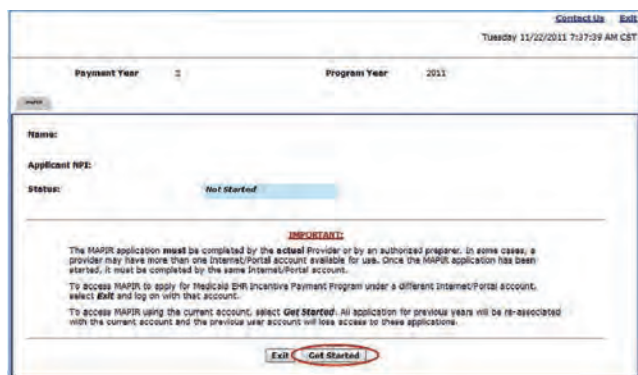 Contact Us Exit
Tuesday 11/22/2011 7:37:39 AM CST
Payment Year Program Year 2011
MAPIR
Name:
Applicant NPI:
Status: Not Started
IMPORTANT:
The MAPIR application must be completed by the actual Provider or by an authorized preparer. In some cases, a
provider may have more than one Internet/Portal account available for use. Once the MAPIR application has been
started, it must be completed by the same Internet/Portal account.
To access MAPIR to apply for Medicaid EHR Incentive Payment Program under a different Internet/Portal account,
select Exit and log on with that account.
To access MAPIR using the current account, select Get Started. All application for previous years will be re-associated
with the current account and the previous user account will lose access to these applications.
Exit Get Started